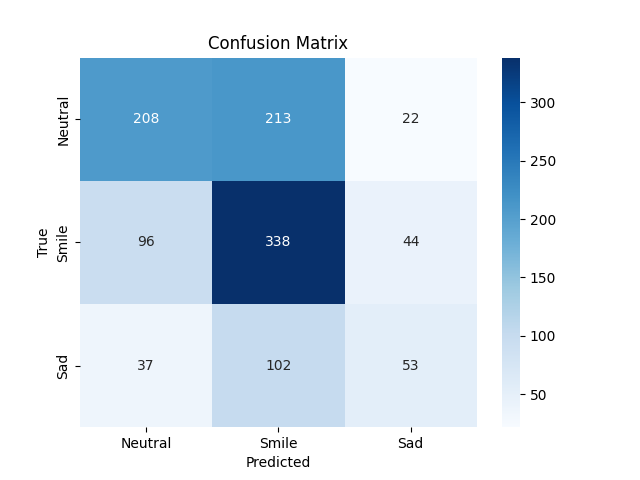 Confusion Matrix
True
Neutral
208 213 22
Smile
96 338 44
Sad
37 102 53
Neutral Smile Sad
Predicted
300
250
200
150
100
50